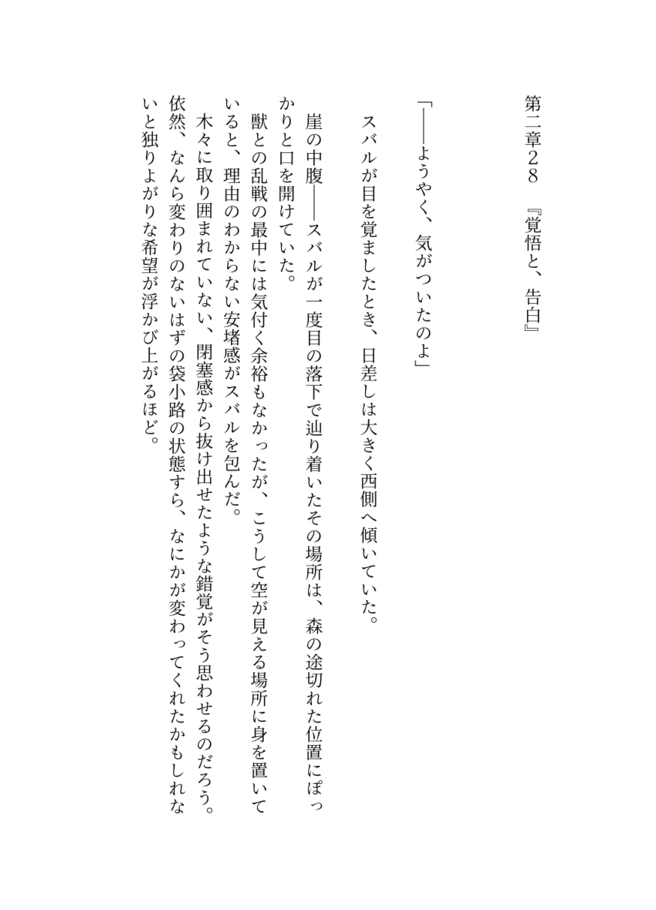 第二章２８　『覚悟と、告白』
「――ようやく、気がついたのよ」
　スバルが目を覚ましたとき、日差しは大きく西側へ傾いていた。
　崖の中腹――スバルが一度目の落下で辿り着いたその場所は、森の途切れた位置にぽっ
かりと口を開けていた。
　獣との乱戦の最中には気付く余裕もなかったが、こうして空が見える場所に身を置いて
いると、理由のわからない安堵感がスバルを包んだ。
　木々に取り囲まれていない、閉塞感から抜け出せたような錯覚がそう思わせるのだろう。
依然、なんら変わりのないはずの袋小路の状態すら、なにかが変わってくれたかもしれな
いと独りよがりな希望が浮かび上がるほど。